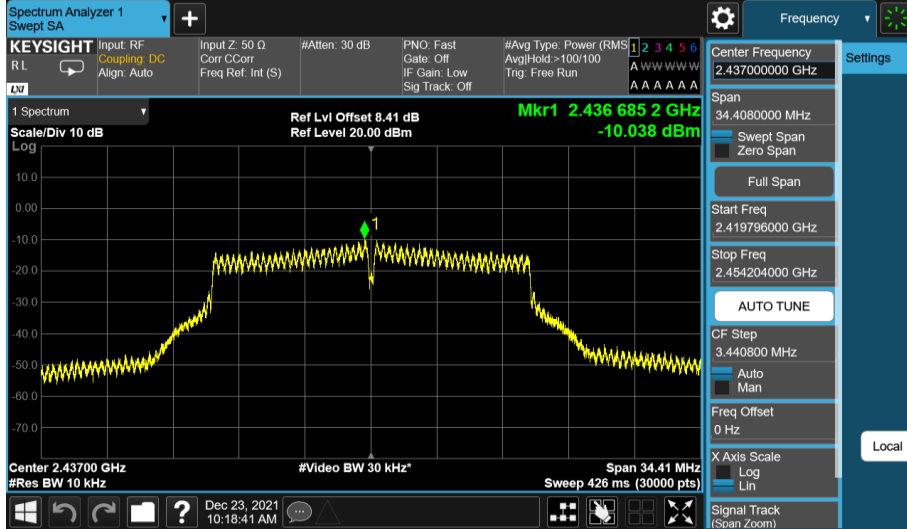 Spectrum Analyzer 1
Swept SA
Frequency
KEYSIGHT
RL
LXI
Input: RF
Coupling: DC
Align: Auto
Input Z: 50 Ω
Corr CCorr
Freq Ref: Int (S)
#Atten: 30 dB
PNO: Fast
Gate: Off
IF Gain: Low
Sig Track: Off
#Avg Type: Power (RMS
Avg|Hold:>100/100
Trig: Free Run
1 2 3 4 5 6
A W W W W W
A A A A A A
1 Spectrum
Scale/Div 10 dB
Log
Ref Lvl Offset 8.41 dB
Ref Level 20.00 dBm
Mkr1 2.436 685 2 GHz
-10.038 dBm
10.0
0.00
-10.0
-20.0
-30.0
-40.0
-50.0
-60.0
-70.0
1
Center 2.43700 GHz
#Res BW 10 kHz
#Video BW 30 kHz*
Span 34.41 MHz
Sweep 426 ms (30000 pts)
Dec 23, 2021
10:18:41 AM
Center Frequency
2.437000000 GHz
Settings
Span
34.4080000 MHz
Swept Span
Zero Span
Full Span
Start Freq
2.419796000 GHz
Stop Freq
2.454204000 GHz
AUTO TUNE
CF Step
3.440800 MHz
Auto
Man
Freq Offset
0 Hz
Local
X Axis Scale
Log
Lin
Signal Track
(Span Zoom)